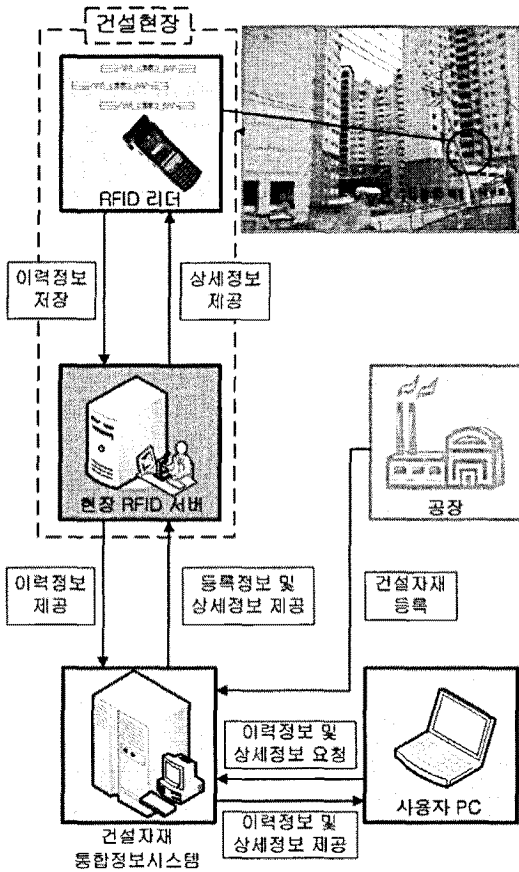 건설현장
RFID 리더
이력정보
저장
상세정보
제공
현장 RFID 서버
공장
이력정보
제공
등록정보 및
상세정보 제공
건설자재
등록
이력정보 및
상세정보 요청
사용자 PC
이력정보 및
상세정보 제공
건설자재
통합정보시스템